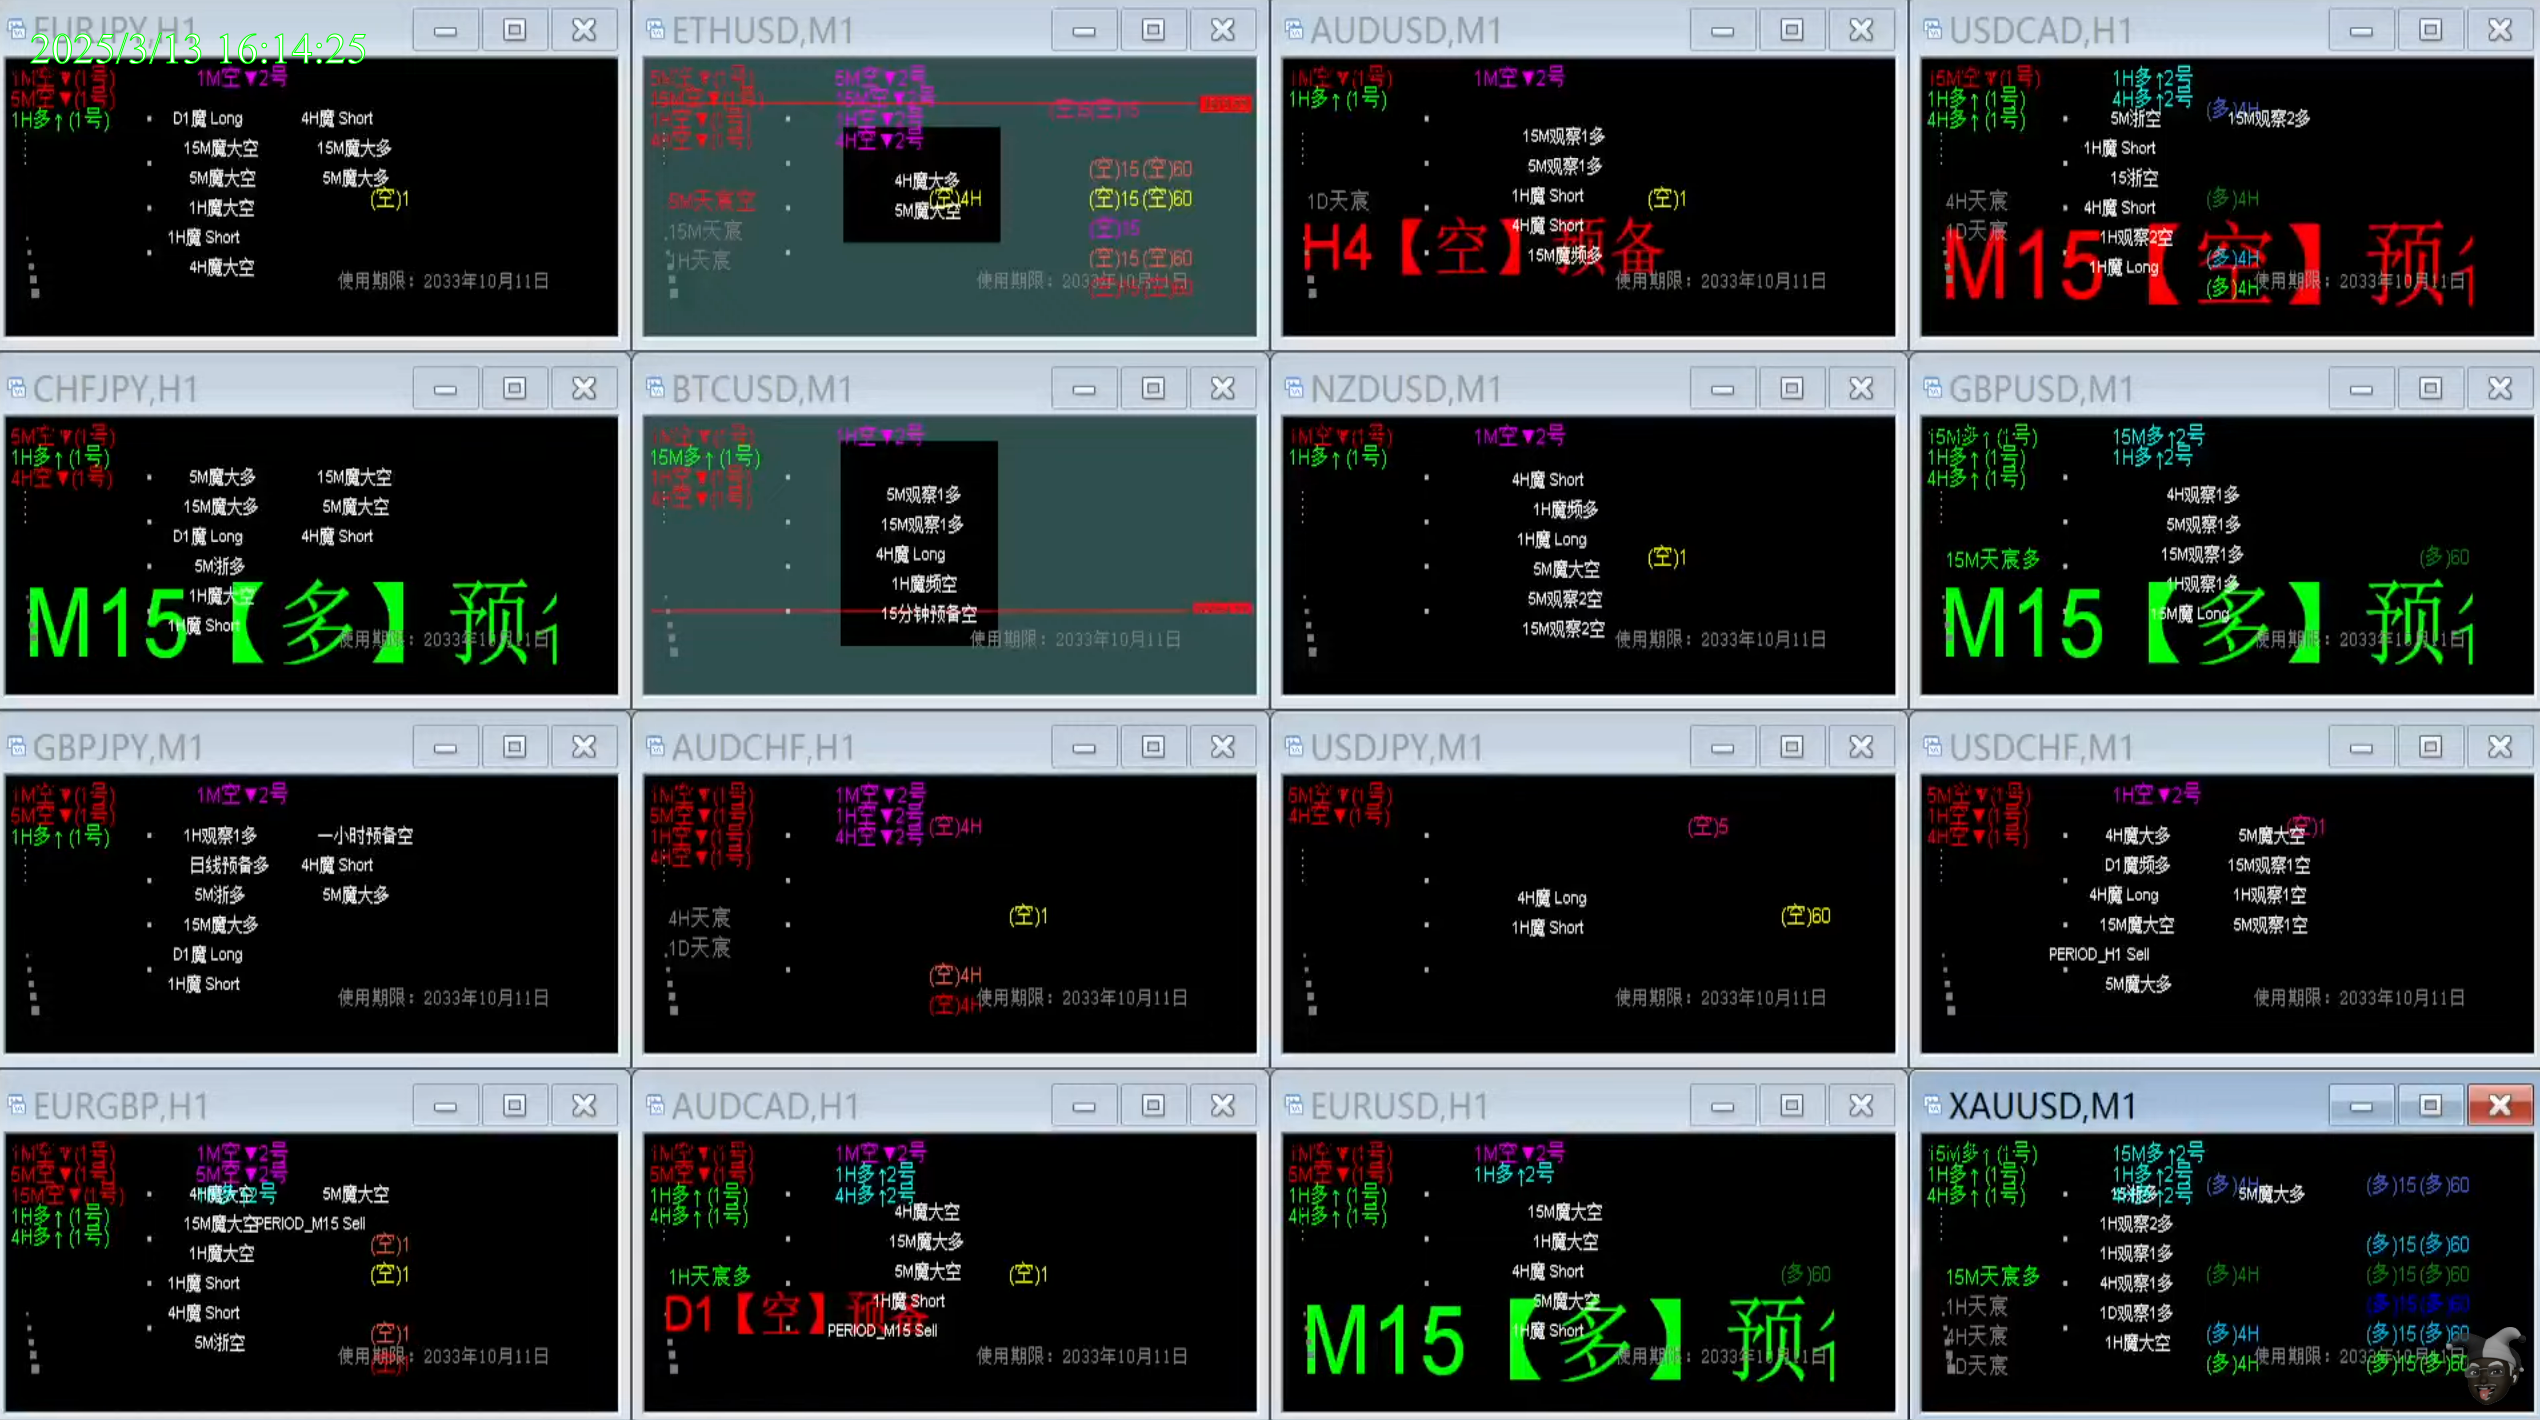 2025/3/13 16:14:25
EURJPY,H1
1M空▼(1号)
5M空▼(1号)
1H多↑(1号)
1M空▼2号
D1魔 Long 4H魔 Short
15M魔大空 15M魔大多
5M魔大空 5M魔大多
(空)1
1H魔大空
1H魔 Short
4H魔大空
使用期限：2033年10月11日
ETHUSD,M1
5M空▼(1号)
15M空▼(1号)
1H空▼(1号)
4H空▼(1号)
5M空▼2号
15M空▼2号
1H空▼2号
4H空▼2号
4H魔大多
(空)4H
5M魔大空
(空)15(空)60
(空)15(空)60
(空)15
(空)15(空)60
5M天宸空
15M天宸
1H天宸
使用期限：2033年10月11日
AUDUSD,M1
1M空▼(1号)
1H多↑(1号)
1M空▼2号
15M观察1多
5M观察1多
1H魔 Short
(空)1
4H魔 Short
15M魔频多
1D天宸
H4【空】预备
使用期限：2033年10月11日
USDCAD,H1
15M空▼(1号)
1H多↑(1号)
4H多↑(1号)
1H多↑2号
4H多↑2号
(多)4H
5M浙空 15M观察2多
1H魔 Short
15浙空
4H魔 Short
(多)4H
1H观察2空
1H魔 Long
(多)4H
(多)4H
4H天宸
1D天宸
M15【空】预
使用期限：2033年10月11日
CHFJPY,H1
5M空▼(1号)
1H多↑(1号)
4H空▼(1号)
5M魔大多 15M魔大空
15M魔大多 5M魔大空
D1魔 Long 4H魔 Short
5M浙多
1H魔大空
1H魔 Short
M15【多】预
使用期限：2033年10月11日
BTCUSD,M1
1M空▼(1号)
15M多↑(1号)
1H空▼(1号)
4H空▼(1号)
1H空▼2号
5M观察1多
15M观察1多
4H魔 Long
1H魔频空
15分钟预备空
使用期限：2033年10月11日
NZDUSD,M1
1M空▼(1号)
1H多↑(1号)
1M空▼2号
4H魔 Short
1H魔频多
1H魔 Long
(空)1
5M魔大空
5M观察2空
15M观察2空
使用期限：2033年10月11日
GBPUSD,M1
15M多↑(1号)
1H多↑(1号)
4H多↑(1号)
15M多↑2号
1H多↑2号
4H观察1多
5M观察1多
15M观察1多
(多)60
1H观察1多
15M魔 Long
15M天宸多
M15【多】预
使用期限：2033年10月11日
GBPJPY,M1
1M空▼(1号)
5M空▼(1号)
1H多↑(1号)
1M空▼2号
1H观察1多 一小时预备空
日线预备多 4H魔 Short
5M浙多 5M魔大多
15M魔大多
D1魔 Long
1H魔 Short
使用期限：2033年10月11日
AUDCHF,H1
1M空▼(1号)
5M空▼(1号)
1H空▼(1号)
4H空▼(1号)
1M空▼2号
1H空▼2号
4H空▼2号
(空)4H
(空)1
4H天宸
1D天宸
(空)4H
(空)4H
使用期限：2033年10月11日
USDJPY,M1
5M空▼(1号)
4H空▼(1号)
(空)5
4H魔 Long
(空)60
1H魔 Short
使用期限：2033年10月11日
USDCHF,M1
5M空▼(1号)
1H空▼(1号)
4H空▼(1号)
1H空▼2号
(空)1
4H魔大多 5M魔大空
D1魔频多 15M观察1空
4H魔 Long 1H观察1空
15M魔大空 5M观察1空
PERIOD_H1 Sell
5M魔大多
使用期限：2033年10月11日
EURGBP,H1
1M空▼(1号)
5M空▼(1号)
15M空▼(1号)
1H多↑(1号)
4H多↑(1号)
1M空▼2号
5M空▼2号
4H魔大空 5M魔大空
15M魔大空 PERIOD_M15 Sell
(空)1
1H魔大空
(空)1
1H魔 Short
4H魔 Short
(空)1
5M浙空
(空)1
使用期限：2033年10月11日
AUDCAD,H1
1M空▼(1号)
5M空▼(1号)
1H多↑(1号)
4H多↑(1号)
1M空▼2号
1H多↑2号
4H多↑2号
4H魔大空
15M魔大多
5M魔大空
(空)1
1H魔 Short
PERIOD_M15 Sell
1H天宸多
D1【空】预备
使用期限：2033年10月11日
EURUSD,H1
1M空▼(1号)
5M空▼(1号)
1H多↑(1号)
4H多↑(1号)
1M空▼2号
1H多↑2号
15M魔大空
1H魔大空
4H魔 Short
(多)60
5M魔大空
1H魔 Short
M15【多】预
使用期限：2033年10月11日
XAUUSD,M1
15M多↑(1号)
1H多↑(1号)
4H多↑(1号)
15M多↑2号
1H多↑2号
4H多↑2号
(多)4H
(多)15(多)60
5M魔大多
1H观察2多
1H观察1多
(多)15(多)60
4H观察1多
(多)4H
(多)15(多)60
1D观察1多
(多)15(多)60
1H魔大空
(多)4H
(多)15(多)60
(多)4H
(多)15(多)60
15M天宸多
1H天宸
4H天宸
1D天宸
使用期限：2033年10月11日